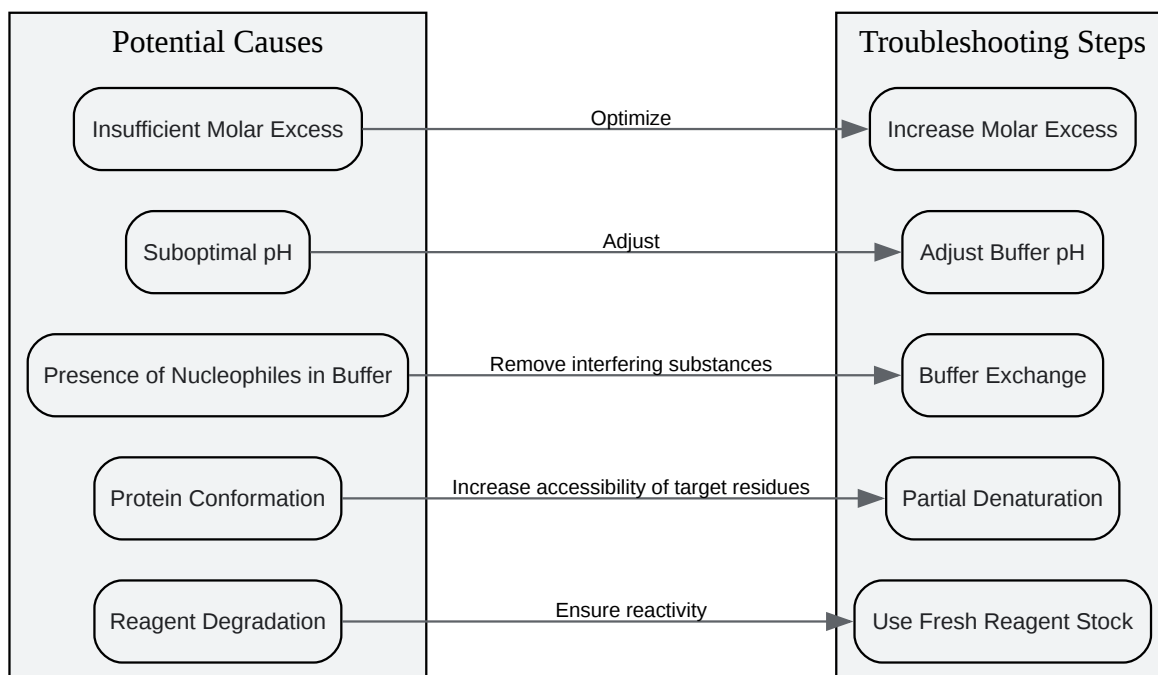 Potential Causes
Troubleshooting Steps
Insufficient Molar Excess
Optimize
Increase Molar Excess
Suboptimal pH
Adjust
Adjust Buffer pH
Presence of Nucleophiles in Buffer
Remove interfering substances
Buffer Exchange
Protein Conformation
Increase accessibility of target residues
Partial Denaturation
Reagent Degradation
Ensure reactivity
Use Fresh Reagent Stock